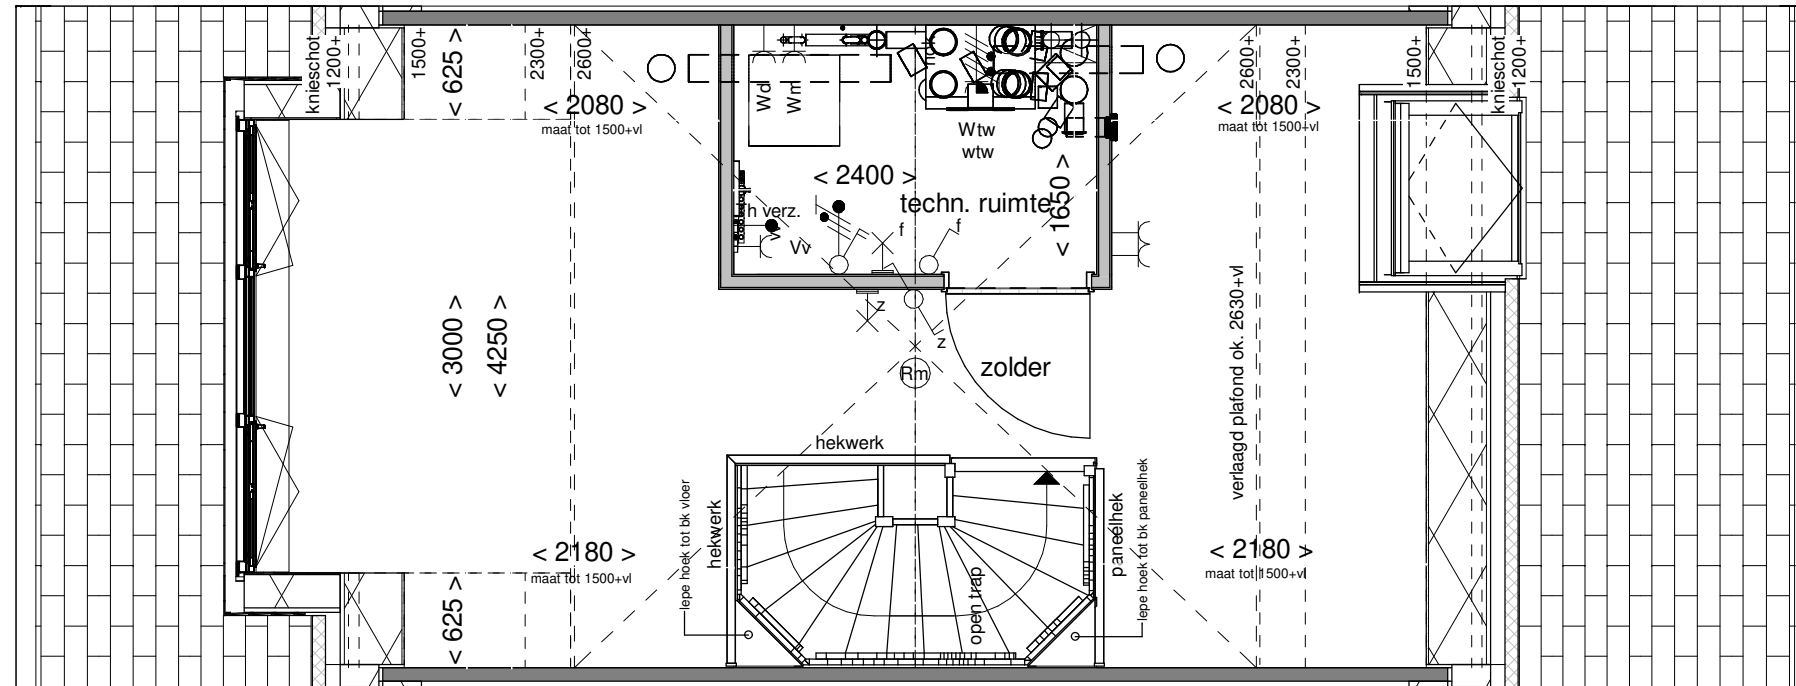 knieschot
1200+
1500+
< 625 >
2300+
2600+
< 2080 >
maat tot 1500+vl
Wd
Wm
Wtw
wtw
< 2400 >
techn. ruimte
< 1650 >
h verz.
Vv
f
f
z
z
Rm
zolder
2600+
2300+
< 2080 >
maat tot 1500+vl
1500+
knieschot
1200+
< 3000 >
< 4250 >
verlaagd plafond ok. 2630+vl
hekwerk
hekwerk
lepe hoek tot bk vloer
open trap
paneelhek
lepe hoek tot bk paneelhek
< 2180 >
maat tot 1500+vl
< 625 >
< 2180 >
maat tot 1500+vl